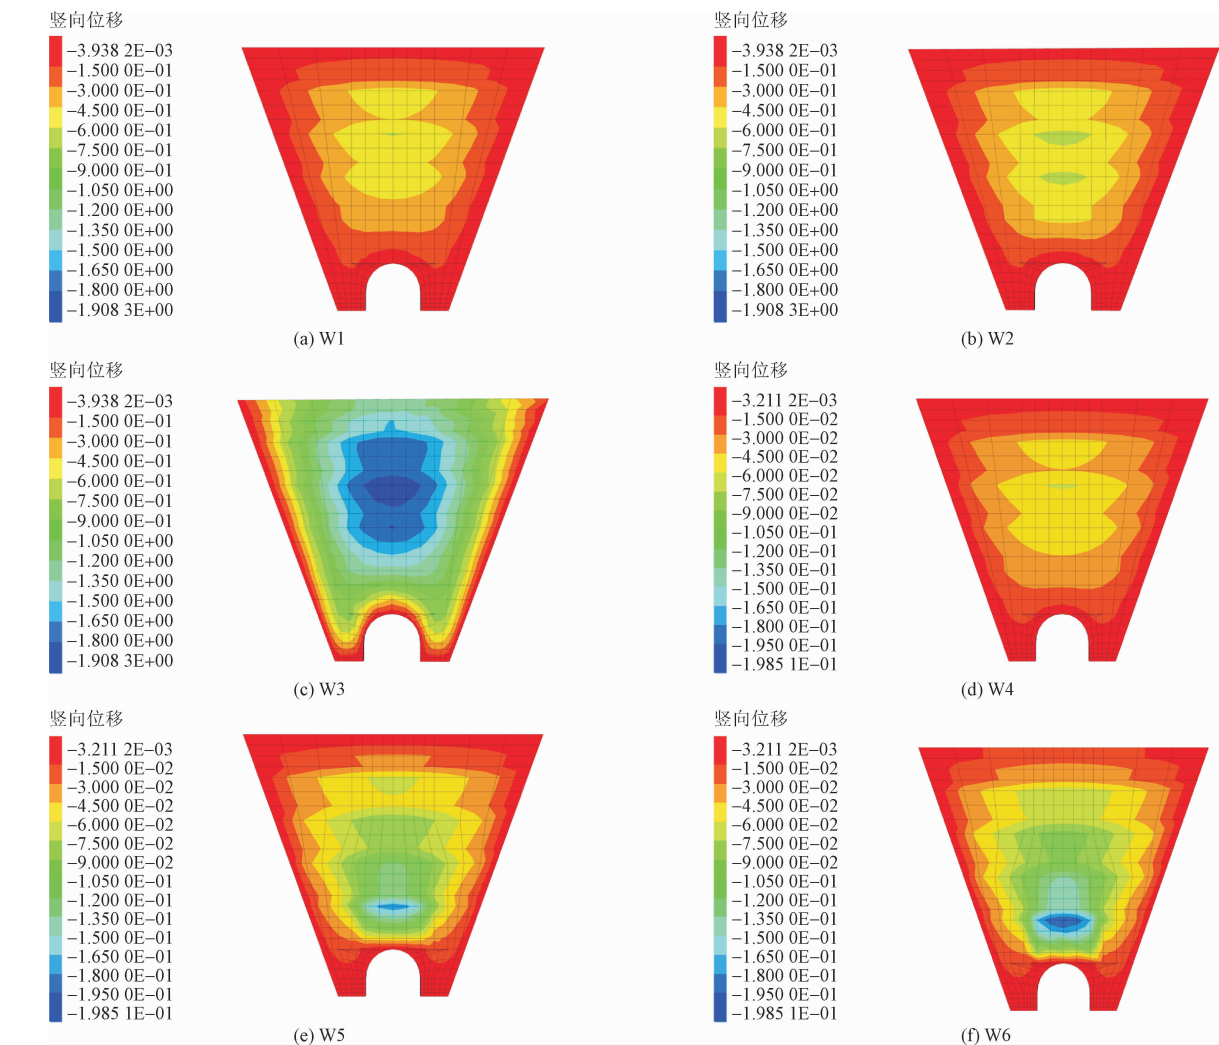 竖向位移
−3.938 2E−03
−1.500 0E−01
−3.000 0E−01
−4.500 0E−01
−6.000 0E−01
−7.500 0E−01
−9.000 0E−01
−1.050 0E+00
−1.200 0E+00
−1.350 0E+00
−1.500 0E+00
−1.650 0E+00
−1.800 0E+00
−1.908 3E+00
(a) W1
竖向位移
−3.938 2E−03
−1.500 0E−01
−3.000 0E−01
−4.500 0E−01
−6.000 0E−01
−7.500 0E−01
−9.000 0E−01
−1.050 0E+00
−1.200 0E+00
−1.350 0E+00
−1.500 0E+00
−1.650 0E+00
−1.800 0E+00
−1.908 3E+00
(b) W2
竖向位移
−3.938 2E−03
−1.500 0E−01
−3.000 0E−01
−4.500 0E−01
−6.000 0E−01
−7.500 0E−01
−9.000 0E−01
−1.050 0E+00
−1.200 0E+00
−1.350 0E+00
−1.500 0E+00
−1.650 0E+00
−1.800 0E+00
−1.908 3E+00
(c) W3
竖向位移
−3.211 2E−03
−1.500 0E−02
−3.000 0E−02
−4.500 0E−02
−6.000 0E−02
−7.500 0E−02
−9.000 0E−02
−1.050 0E−01
−1.200 0E−01
−1.350 0E−01
−1.500 0E−01
−1.650 0E−01
−1.800 0E−01
−1.950 0E−01
−1.985 1E−01
(d) W4
竖向位移
−3.211 2E−03
−1.500 0E−02
−3.000 0E−02
−4.500 0E−02
−6.000 0E−02
−7.500 0E−02
−9.000 0E−02
−1.050 0E−01
−1.200 0E−01
−1.350 0E−01
−1.500 0E−01
−1.650 0E−01
−1.800 0E−01
−1.950 0E−01
−1.985 1E−01
(e) W5
竖向位移
−3.211 2E−03
−1.500 0E−02
−3.000 0E−02
−4.500 0E−02
−6.000 0E−02
−7.500 0E−02
−9.000 0E−02
−1.050 0E−01
−1.200 0E−01
−1.350 0E−01
−1.500 0E−01
−1.650 0E−01
−1.800 0E−01
−1.950 0E−01
−1.985 1E−01
(f) W6